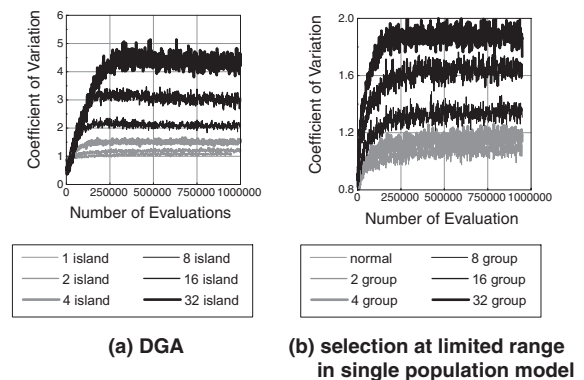 Coefficient of Variation
6
5
4
3
2
1
0
0 250000 500000 750000 1000000
Number of Evaluations
1 island
2 island
4 island
8 island
16 island
32 island
(a) DGA
Coefficient of Variation
2.0
1.6
1.2
0.8
0 250000 500000 750000 1000000
Number of Evaluation
normal
2 group
4 group
8 group
16 group
32 group
(b) selection at limited range
in single population model